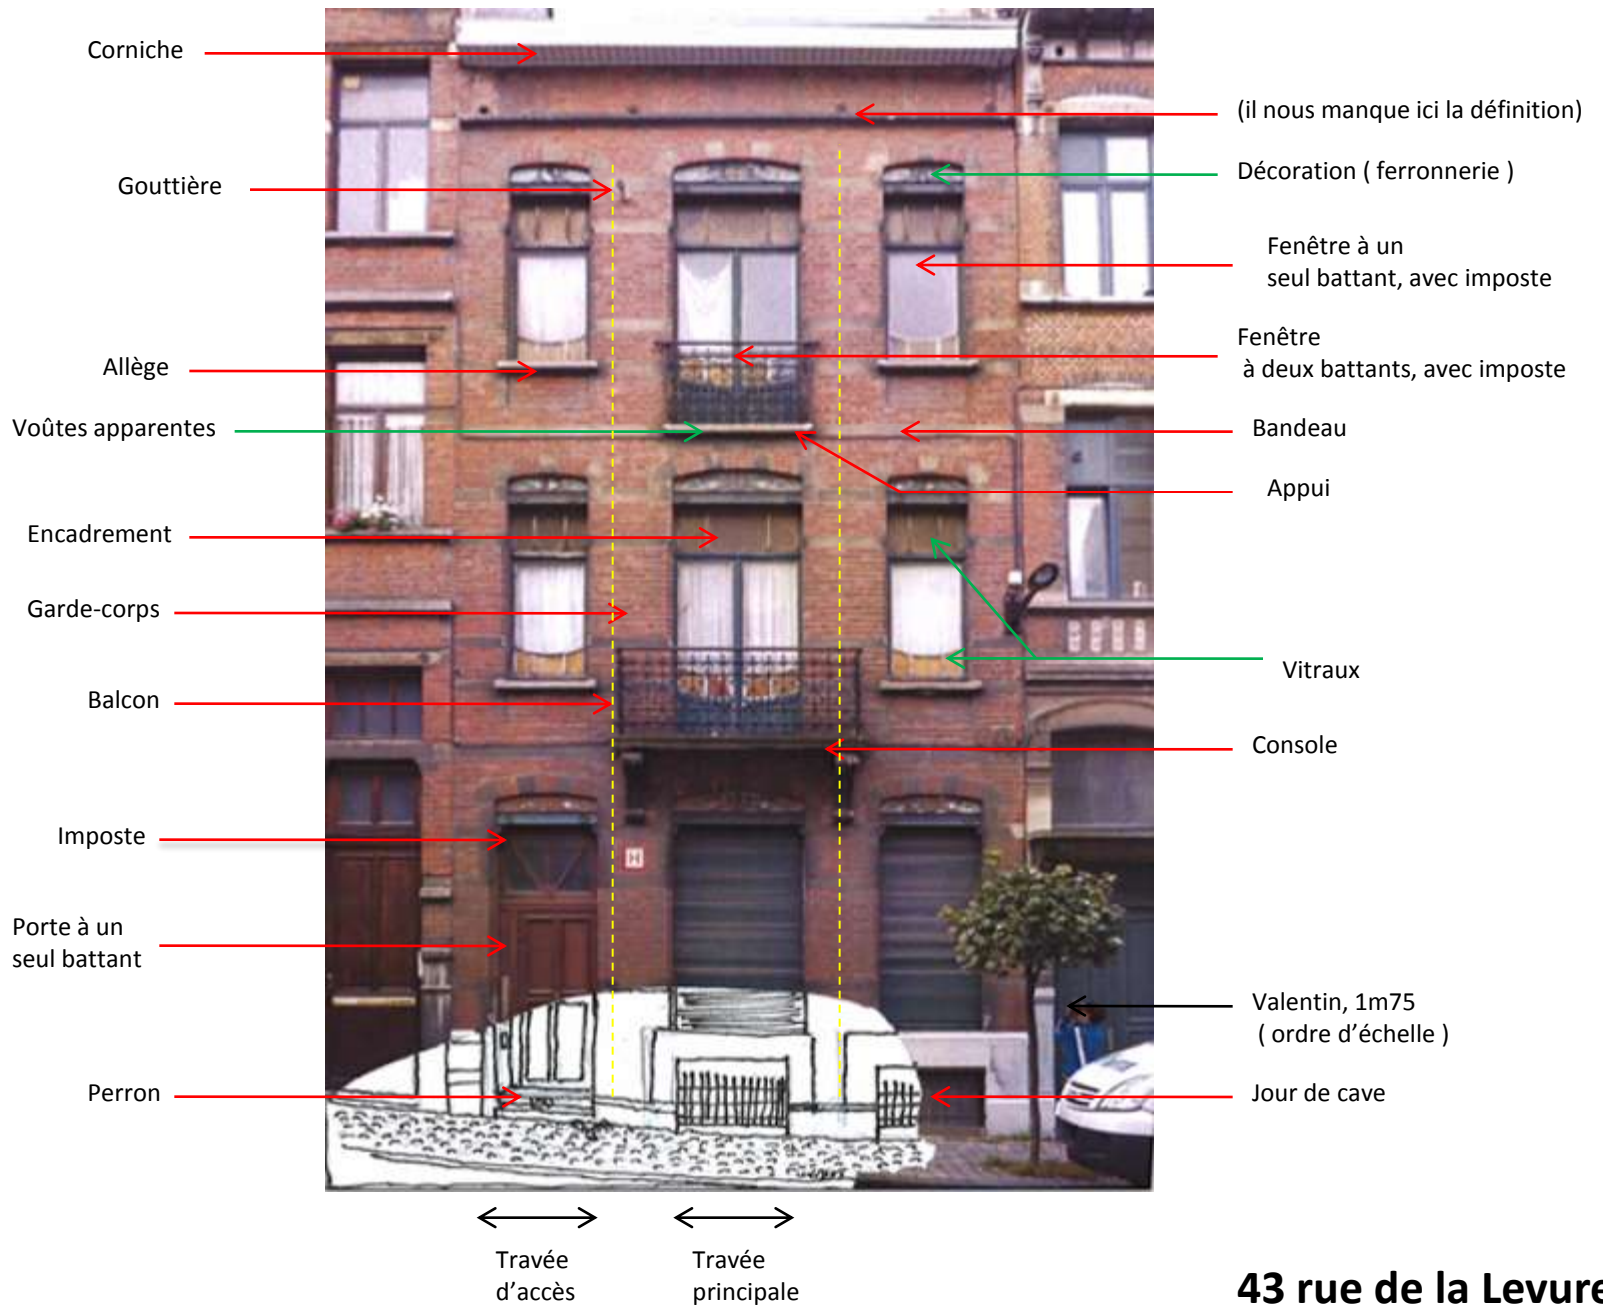 Corniche
(il nous manque ici la définition)
Décoration ( ferronnerie )
Gouttière
Fenêtre à un
seul battant, avec imposte
Fenêtre
à deux battants, avec imposte
Allège
Voûtes apparentes
Bandeau
Appui
Encadrement
Garde-corps
Vitraux
Balcon
Console
Imposte
H
Porte à un
seul battant
Valentin, 1m75
( ordre d’échelle )
Perron
Jour de cave
Travée
d’accès
Travée
principale
43 rue de la Levure